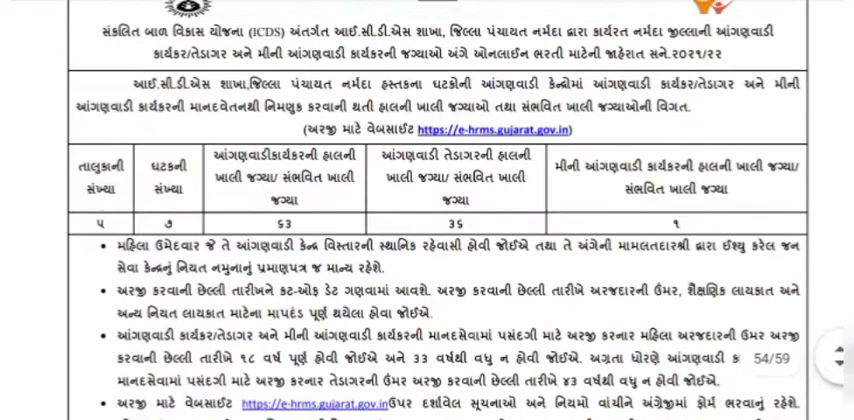 સંકલિત બાળ વિકાસ યોજના (ICDS) અંતર્ગત આઈ.સી.ડી.એસ શાખા, જિલ્લા પંચાયત નર્મદા દ્વારા કાર્યરત નર્મદા જીલ્લાની આંગણવાડી
કાર્યકર/તેડાગર અને મીની આંગણવાડી કાર્યકરની જગ્યાઓ અંગે ઓનલાઈન ભરતી માટેની જાહેરાત સને.૨૦૨૧/૨૨
આઈ.સી.ડી.એસ શાખા,જિલ્લા પંચાયત નર્મદા હસ્તકના ઘટકોની આંગણવાડી કેન્દ્રોમાં આંગણવાડી કાર્યકર/તેડાગર અને મીની
આંગણવાડી કાર્યકરની માનદવેતનથી નિમણુક કરવાની થતી હાલની ખાલી જગ્યાઓ તથા સંભવિત ખાલી જગ્યાઓની વિગત.
(અરજી માટે વેબસાઈટ https://e-hrms.gujarat.gov.in)
તાલુકાની સંખ્યા
ઘટકની સંખ્યા
આંગણવાડીકાર્યકરની હાલની ખાલી જગ્યા/ સંભવિત ખાલી જગ્યા
આંગણવાડી તેડાગરની હાલની ખાલી જગ્યા/ સંભવિત ખાલી જગ્યા
મીની આંગણવાડી કાર્યકરની હાલની ખાલી જગ્યા/ સંભવિત ખાલી જગ્યા
૫ ૭ ૬૩ ૩૬ ૧
• મહિલા ઉમેદવાર જે તે આંગણવાડી કેન્દ્ર વિસ્તારની સ્થાનિક રહેવાસી હોવી જોઈએ તથા તે અંગેની મામલતદારશ્રી દ્વારા ઈશ્યુ કરેલ જન
સેવા કેન્દ્રનું નિયત નમુનાનું પ્રમાણપત્ર જ માન્ય રહેશે.
• અરજી કરવાની છેલ્લી તારીખને કટ-ઓફ ડેટ ગણવામાં આવશે. અરજી કરવાની છેલ્લી તારીખે અરજદારની ઉંમર, શૈક્ષણિક લાયકાત અને
અન્ય નિયત લાયકાત માટેના માપદંડ પૂર્ણ થયેલા હોવા જોઈએ.
• આંગણવાડી કાર્યકર/તેડાગર અને મીની આંગણવાડી કાર્યકરની માનદસેવામાં પસંદગી માટે અરજી કરનાર મહિલા અરજદારની ઉમર અરજી
કરવાની છેલ્લી તારીખે ૧૮ વર્ષ પૂર્ણ હોવી જોઈએ અને ૩૩ વર્ષથી વધુ ન હોવી જોઈએ. અગ્રતા ધોરણે આંગણવાડી ક 54/59
માનદસેવામાં પસંદગી માટે અરજી કરનાર તેડાગરની ઉંમર અરજી કરવાની છેલ્લી તારીખે ૪૩ વર્ષથી વધુ ન હોવી જોઈએ.
• અરજી માટે વેબસાઈટ https://e-hrms.gujarat.gov.inઉપર દર્શાવેલ સૂચનાઓ અને નિયમો વાંચીને અંગ્રેજીમાં ફોર્મ ભરવાનું રહેશે.